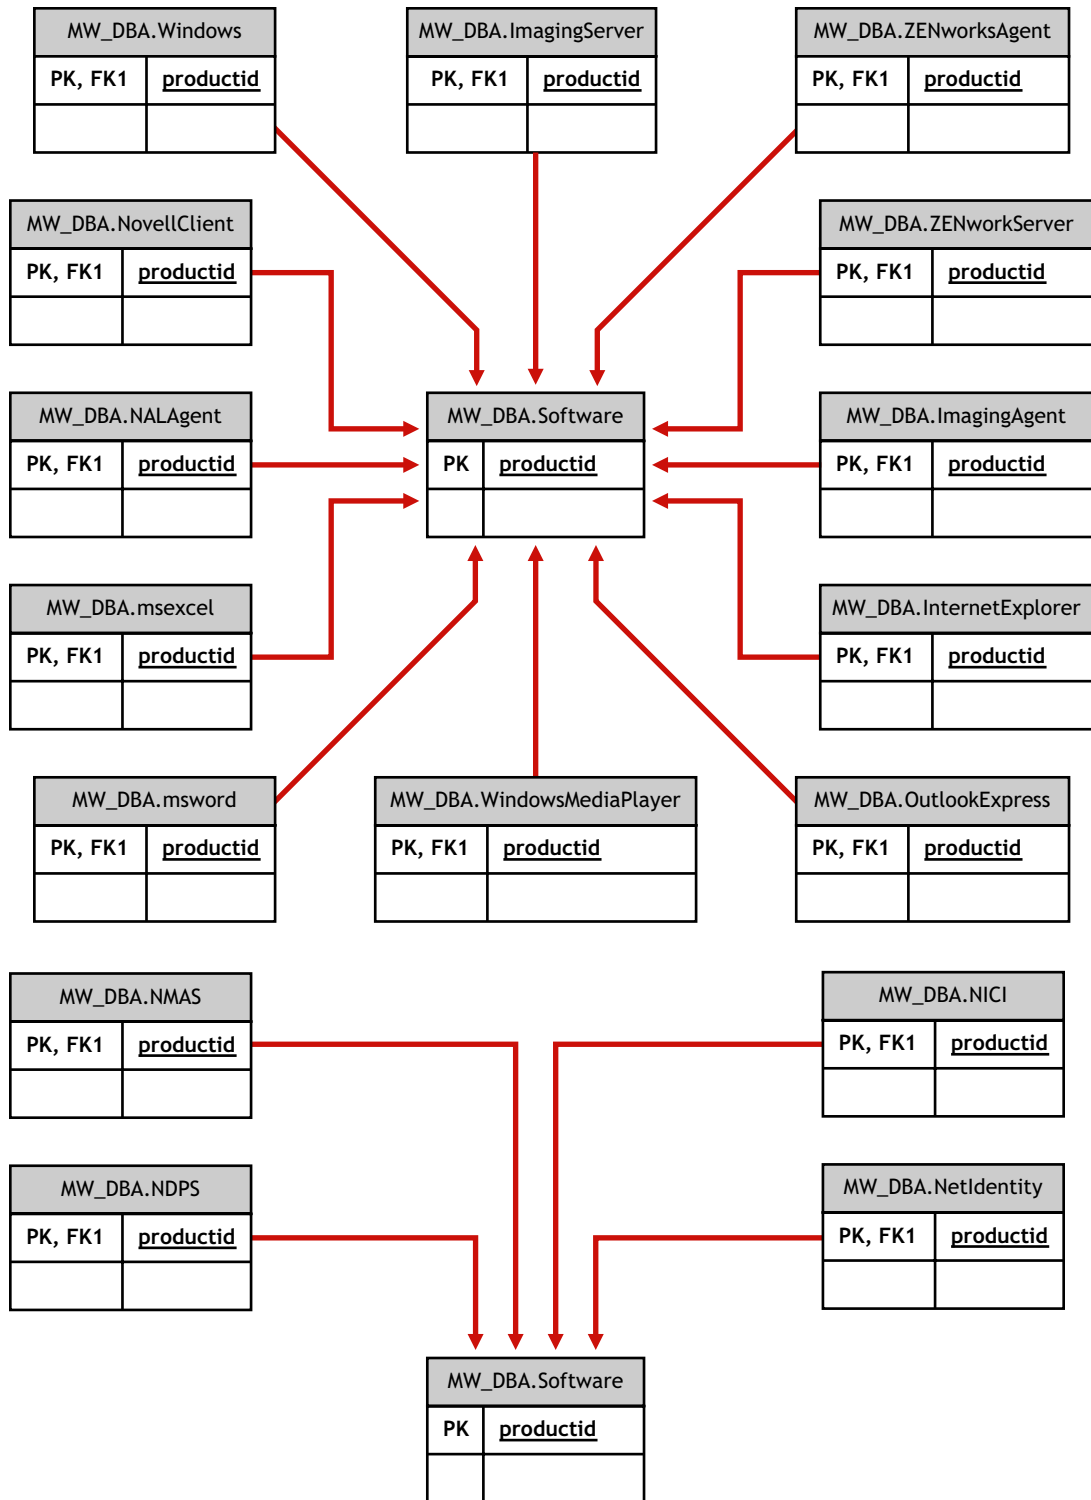 MW_DBA.Windows
PK, FK1 productid
MW_DBA.ImagingServer
PK, FK1 productid
MW_DBA.ZENworksAgent
PK, FK1 productid
MW_DBA.NovellClient
PK, FK1 productid
MW_DBA.ZENworkServer
PK, FK1 productid
MW_DBA.NALAgent
PK, FK1 productid
MW_DBA.Software
PK productid
MW_DBA.ImagingAgent
PK, FK1 productid
MW_DBA.msexcel
PK, FK1 productid
MW_DBA.InternetExplorer
PK, FK1 productid
MW_DBA.msword
PK, FK1 productid
MW_DBA.WindowsMediaPlayer
PK, FK1 productid
MW_DBA.OutlookExpress
PK, FK1 productid
MW_DBA.NMAS
PK, FK1 productid
MW_DBA.NICI
PK, FK1 productid
MW_DBA.NDPS
PK, FK1 productid
MW_DBA.NetIdentity
PK, FK1 productid
MW_DBA.Software
PK productid